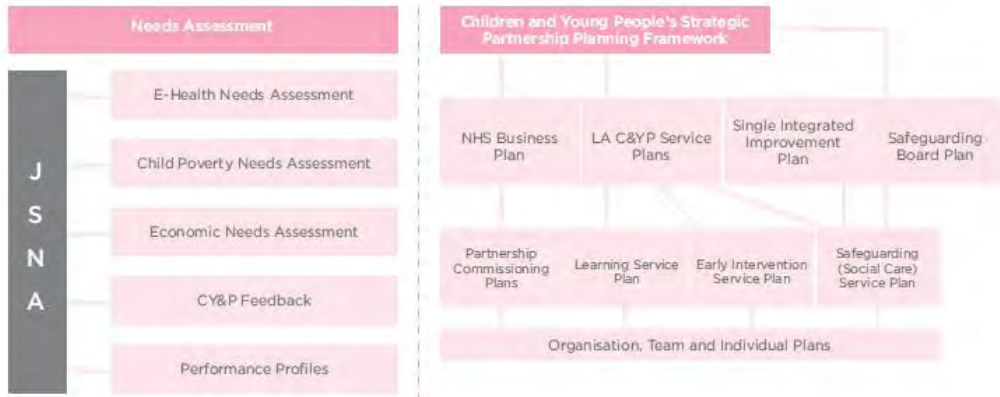 Needs Assessment
J
S
N
A
E-Health Needs Assessment
Child Poverty Needs Assessment
Economic Needs Assessment
CY&P Feedback
Performance Profiles
Children and Young People's Strategic
Partnership Planning Framework
NHS Business
Plan
LA C&YP Service
Plans
Single Integrated
Improvement
Plan
Safeguarding
Board Plan
Partnership
Commissioning
Plans
Learning Service
Plan
Early Intervention
Service Plan
Safeguarding
(Social Care)
Service Plan
Organisation, Team and Individual Plans